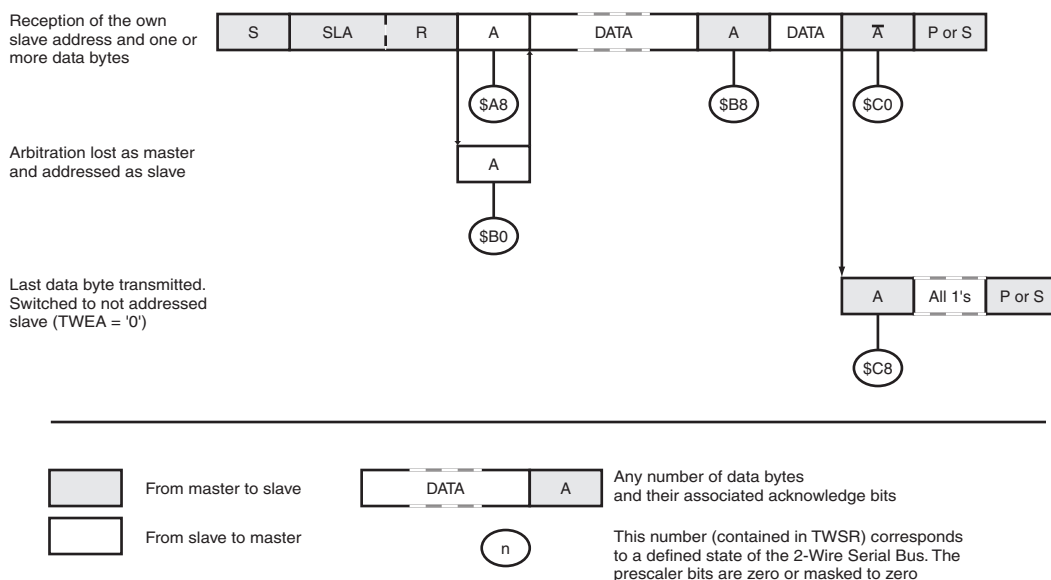 Reception of the own
slave address and one or
more data bytes
S SLA R A DATA A DATA A̅ P or S
$A8 $B8 $C0
Arbitration lost as master
and addressed as slave
A
$B0
Last data byte transmitted.
Switched to not addressed
slave (TWEA = '0')
A All 1's P or S
$C8
From master to slave
DATA A
Any number of data bytes
and their associated acknowledge bits
From slave to master
n
This number (contained in TWSR) corresponds
to a defined state of the 2-Wire Serial Bus. The
prescaler bits are zero or masked to zero